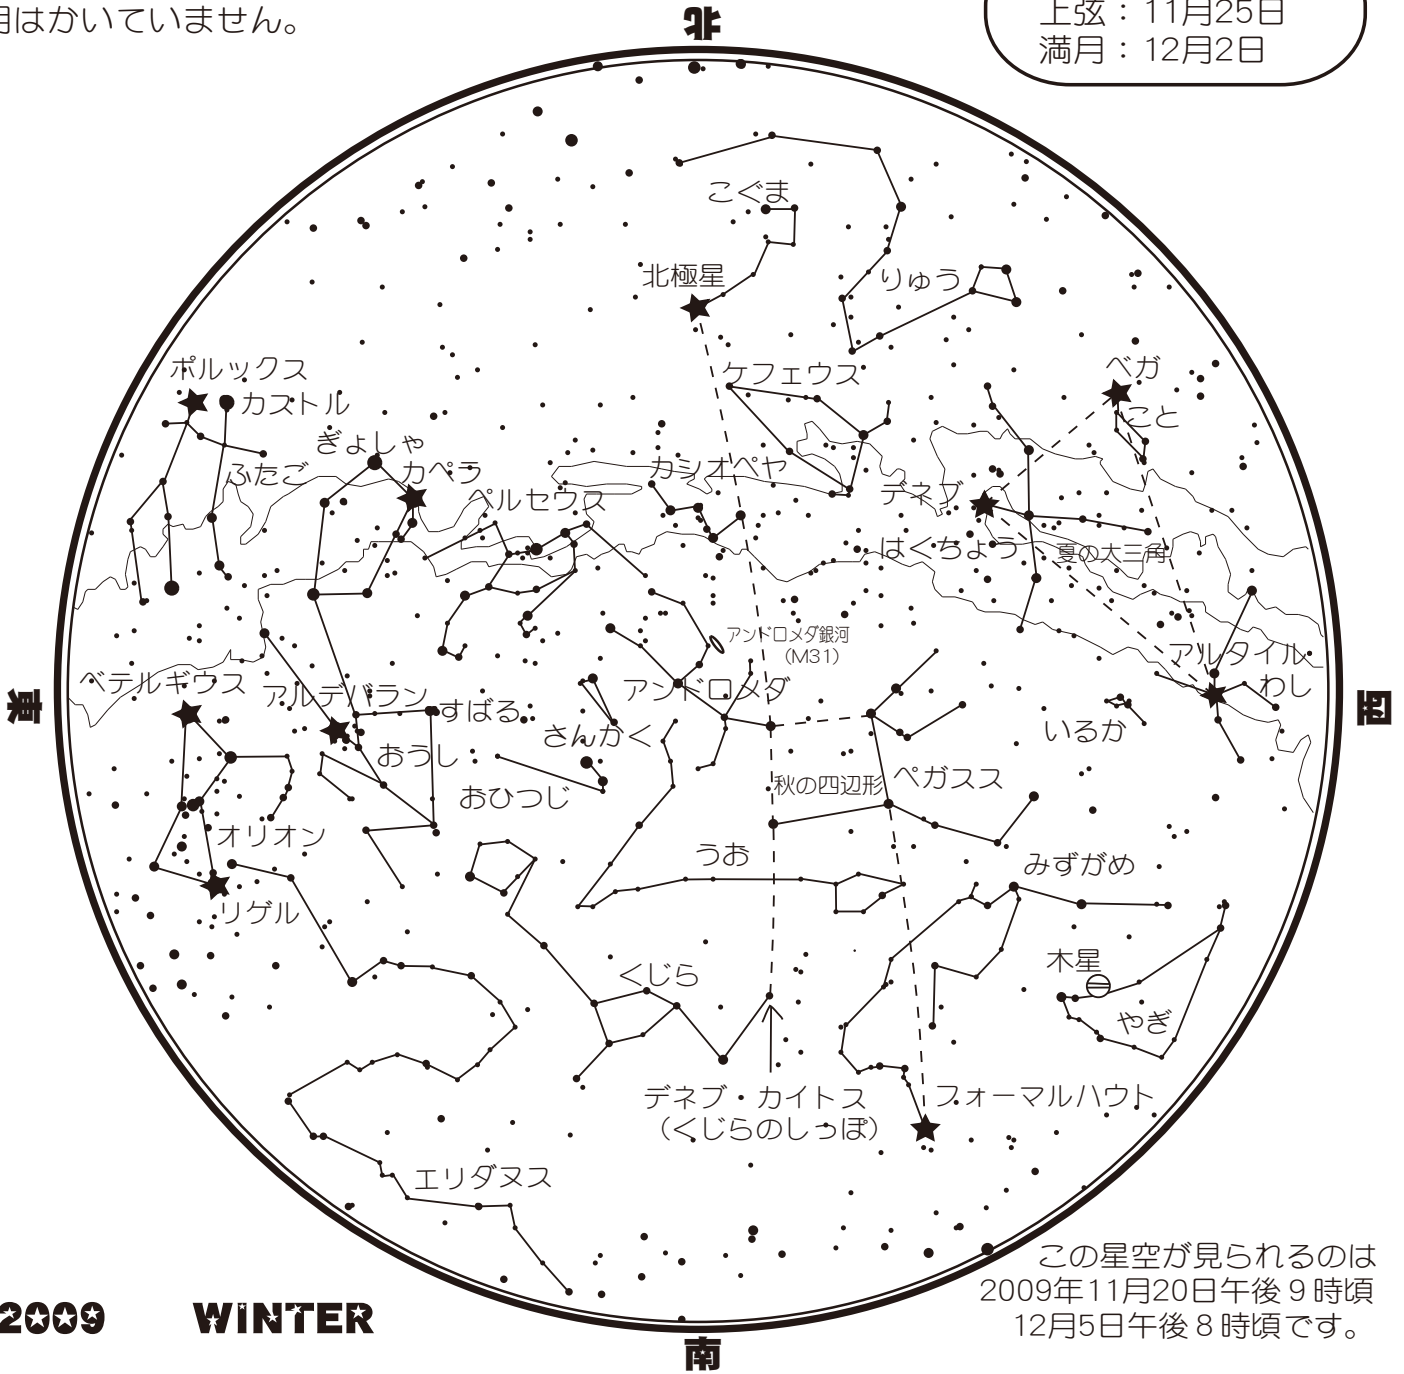 月はかいていません。
上弦：11月25日
満月：12月2日
北
こぐま
北極星
りゅう
ポルックス
カストル
ケフェウス
ベガ
こと
ぎょしゃ
カペラ
ふたご
ペルセウス
カシオペヤ
デネブ
はくちょう
夏の大三角
アンドロメダ銀河
（M31）
アルタイル
わし
東
西
ベテルギウス
アルデバラン
すばる
おうし
アンドロメダ
さんかく
いるか
おひつじ
秋の四辺形
ペガスス
オリオン
うお
みずがめ
リゲル
くじら
木星
やぎ
デネブ・カイトス
（くじらのしっぽ）
フォーマルハウト
エリダヌス
この星空が見られるのは
2009年11月20日午後９時頃
12月5日午後８時頃です。
2009 WINTER
南